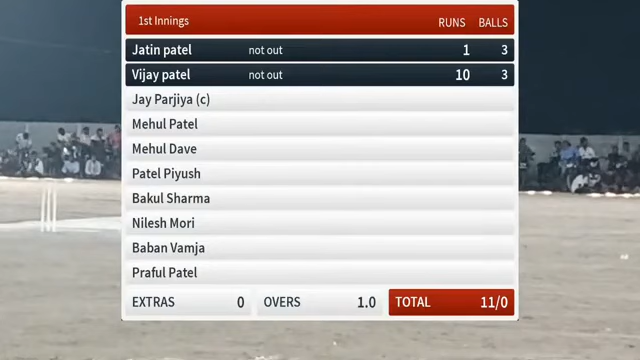 1st Innings RUNS BALLS
Jatin patel not out 1 3
Vijay patel not out 10 3
Jay Parjiya (c)
Mehul Patel
Mehul Dave
Patel Piyush
Bakul Sharma
Nilesh Mori
Baban Vamja
Praful Patel
EXTRAS 0 OVERS 1.0 TOTAL 11/0